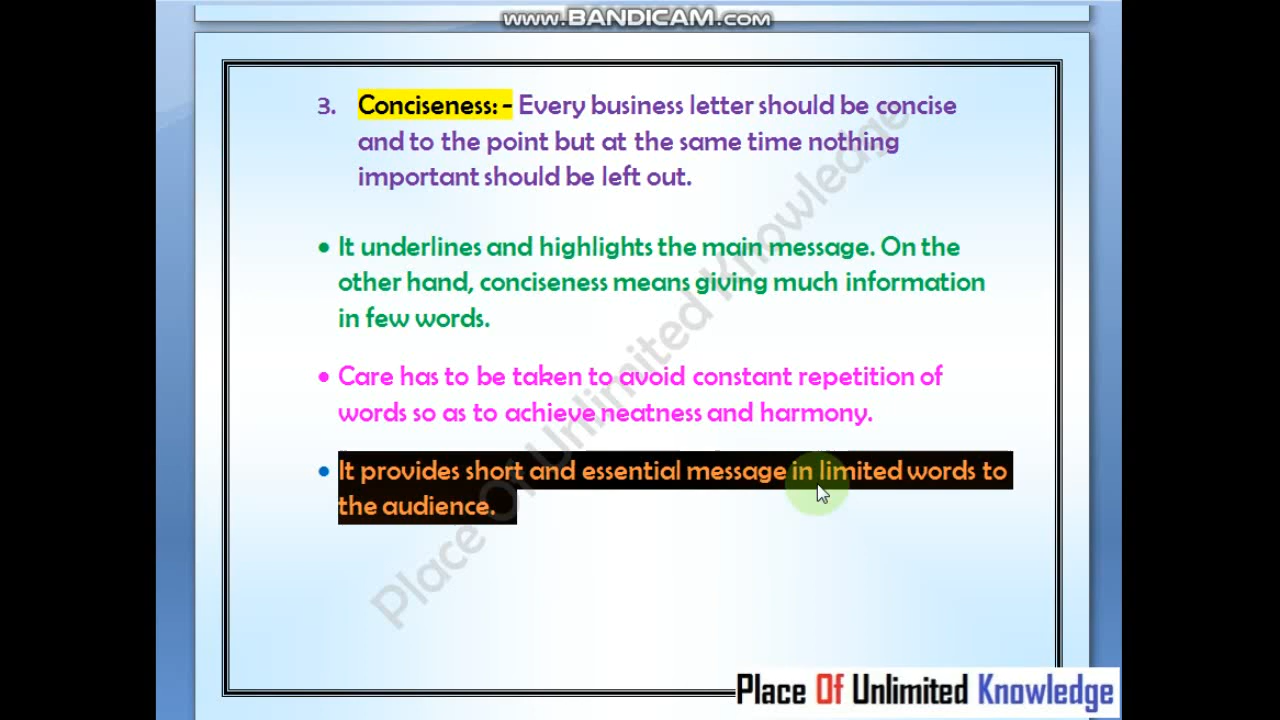 www.BANDICAM.com
3. Conciseness: - Every business letter should be concise
and to the point but at the same time nothing
important should be left out.
• It underlines and highlights the main message. On the
other hand, conciseness means giving much information
in few words.
• Care has to be taken to avoid constant repetition of
words so as to achieve neatness and harmony.
• It provides short and essential message in limited words to
the audience.
Place Of Unlimited Knowledge
Place Of Unlimited Knowledge